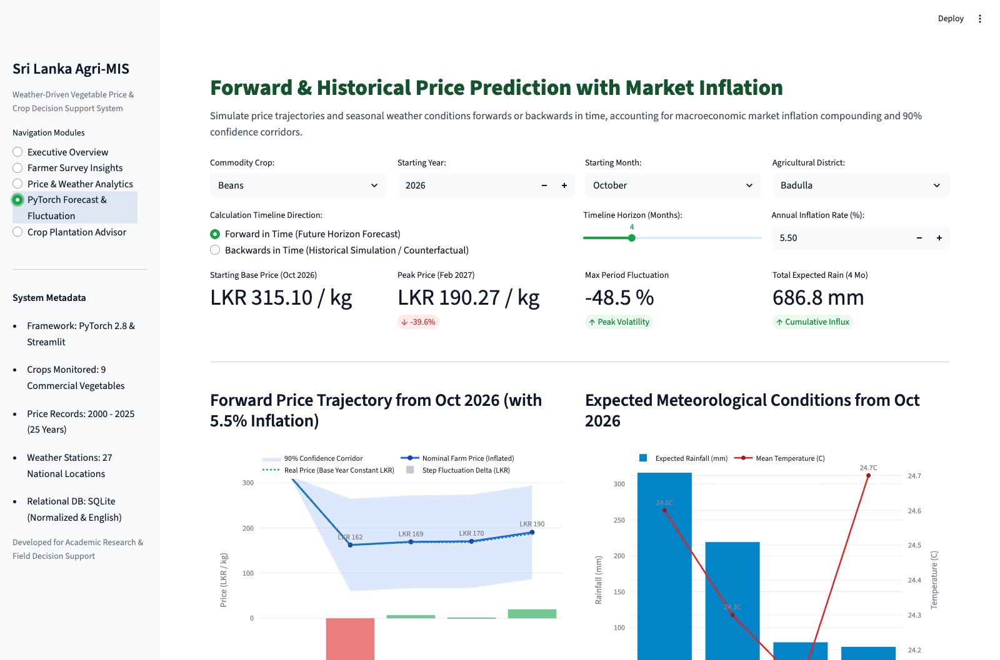 Deploy
Sri Lanka Agri-MIS
Weather-Driven Vegetable Price &
Crop Decision Support System
Navigation Modules
Executive Overview
Farmer Survey Insights
Price & Weather Analytics
PyTorch Forecast &
Fluctuation
Crop Plantation Advisor
System Metadata
Framework: PyTorch 2.8 &
Streamlit
Crops Monitored: 9
Commercial Vegetables
Price Records: 2000 - 2025
(25 Years)
Weather Stations: 27
National Locations
Relational DB: SQLite
(Normalized & English)
Developed for Academic Research &
Field Decision Support
Forward & Historical Price Prediction with Market Inflation
Simulate price trajectories and seasonal weather conditions forwards or backwards in time, accounting for macroeconomic market inflation compounding and 90%
confidence corridors.
Commodity Crop: Starting Year: Starting Month: Agricultural District:
Beans 2026 − + October Badulla
Calculation Timeline Direction: Timeline Horizon (Months): Annual Inflation Rate (%):
4
Forward in Time (Future Horizon Forecast) 5.50 − +
Backwards in Time (Historical Simulation / Counterfactual)
Starting Base Price (Oct 2026) Peak Price (Feb 2027) Max Period Fluctuation Total Expected Rain (4 Mo)
LKR 315.10 / kg LKR 190.27 / kg -48.5 % 686.8 mm
↓ -39.6% ↑ Peak Volatility ↑ Cumulative Influx
Forward Price Trajectory from Oct 2026 (with
5.5% Inflation)
90% Confidence Corridor Nominal Farm Price (Inflated)
Real Price (Base Year Constant LKR) Step Fluctuation Delta (LKR)
300
200
100
0
Price (LKR / kg)
LKR 162 LKR 169 LKR 170 LKR 190
Expected Meteorological Conditions from Oct
2026
Expected Rainfall (mm) Mean Temperature (C)
300
250
200
150
100
Rainfall (mm)
24.6C
24.3C
24.7C
24.7
24.6
24.5
24.4
24.3
24.2
Temperature (C)